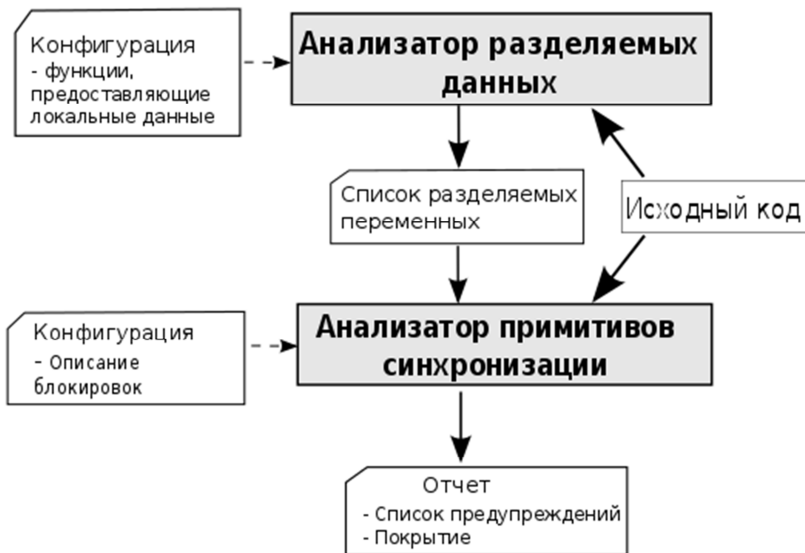 Конфигурация
- функции,
предоставляющие
локальные данные
Анализатор разделяемых
данных
Список разделяемых
переменных
Исходный код
Конфигурация
- Описание
блокировок
Анализатор примитивов
синхронизации
Отчет
- Список предупреждений
- Покрытие